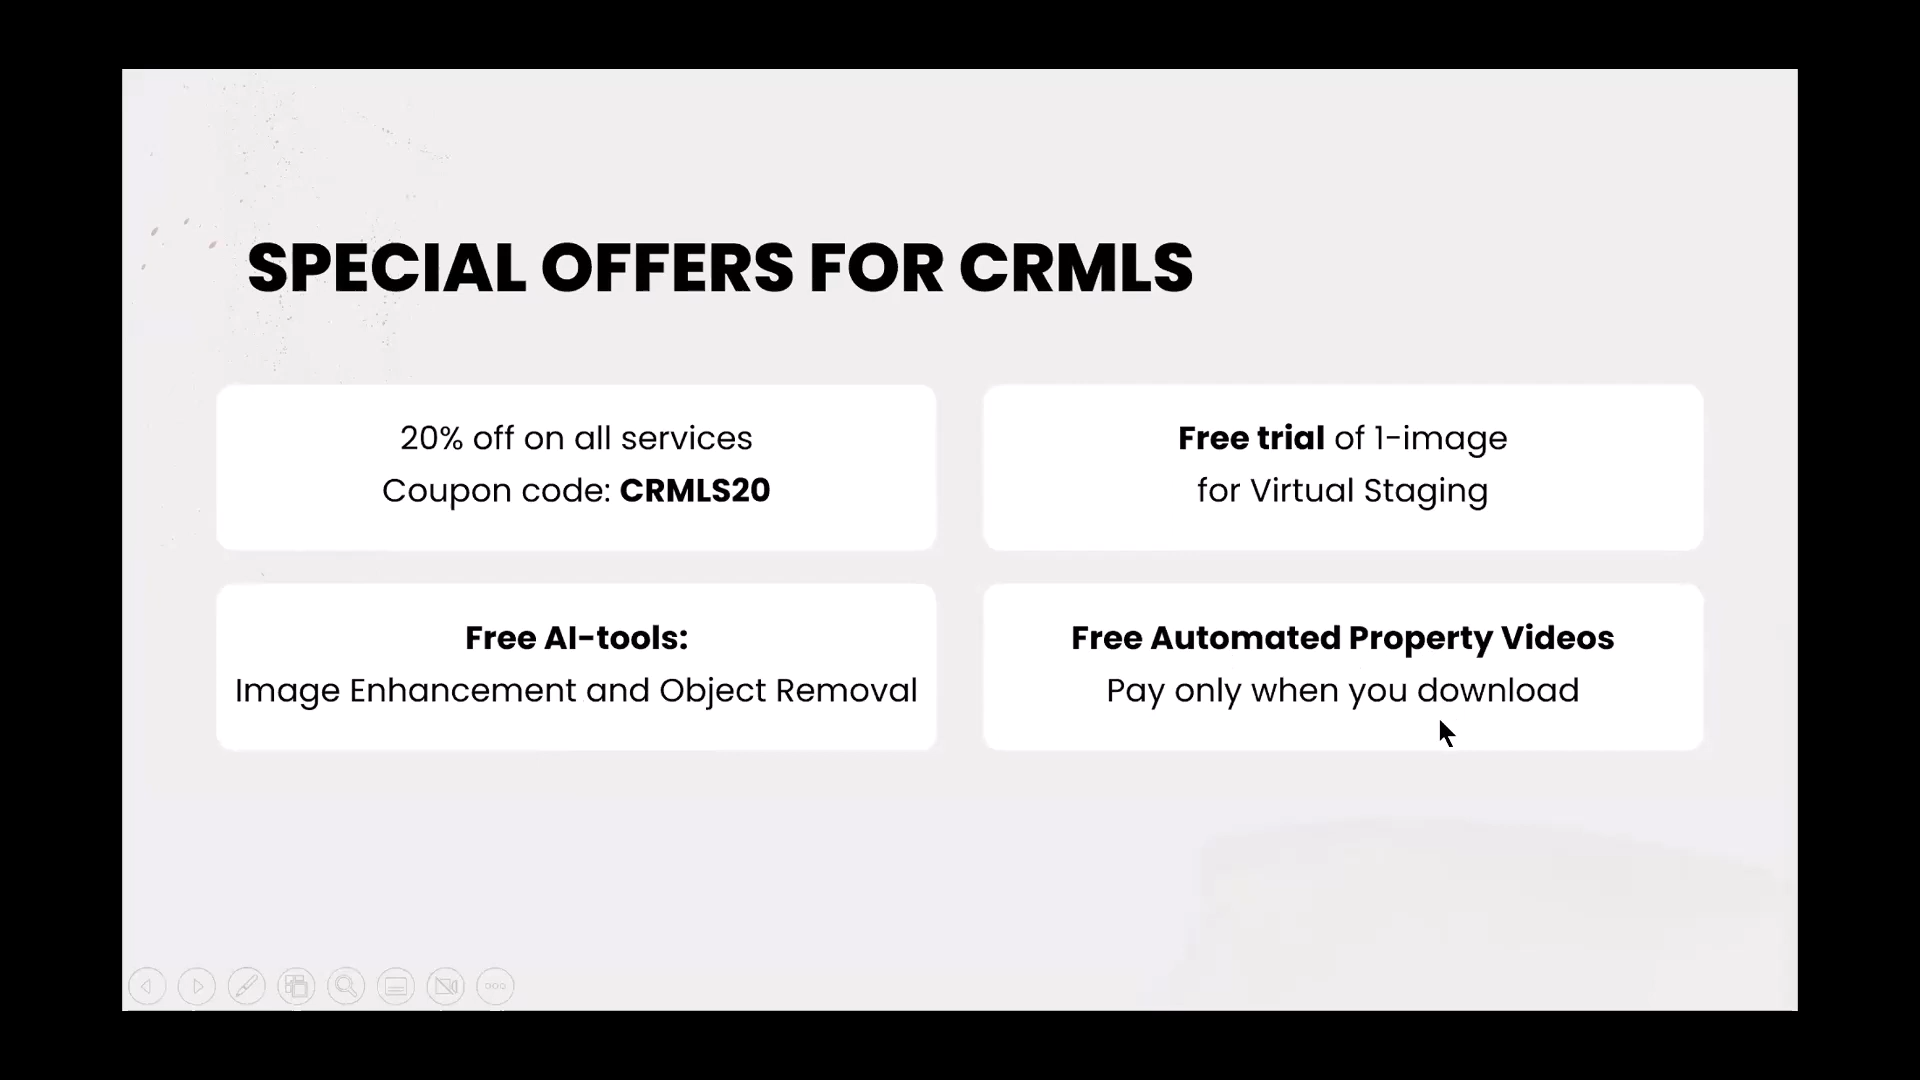 SPECIAL OFFERS FOR CRMLS
20% off on all services
Coupon code: CRMLS20
Free trial of 1-image
for Virtual Staging
Free AI-tools:
Image Enhancement and Object Removal
Free Automated Property Videos
Pay only when you download